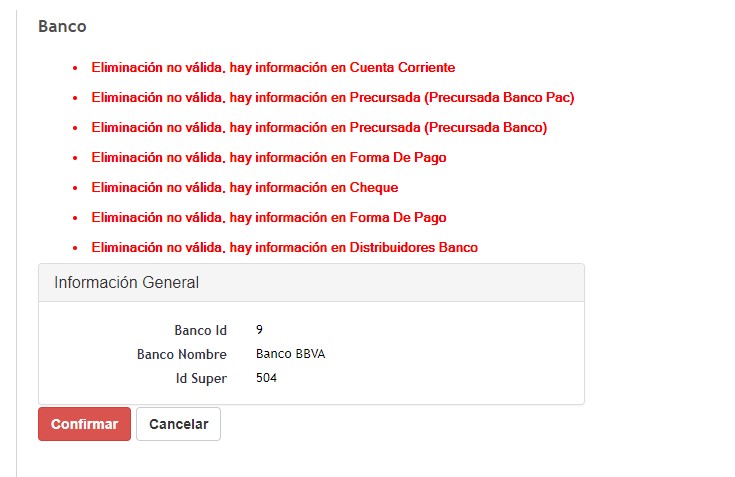 Banco
Eliminación no válida, hay información en Cuenta Corriente
Eliminación no válida, hay información en Precursada (Precursada Banco Pac)
Eliminación no válida, hay información en Precursada (Precursada Banco)
Eliminación no válida, hay información en Forma De Pago
Eliminación no válida, hay información en Cheque
Eliminación no válida, hay información en Forma De Pago
Eliminación no válida, hay información en Distribuidores Banco
Información General
Banco Id 9
Banco Nombre Banco BBVA
Id Super 504
Confirmar Cancelar